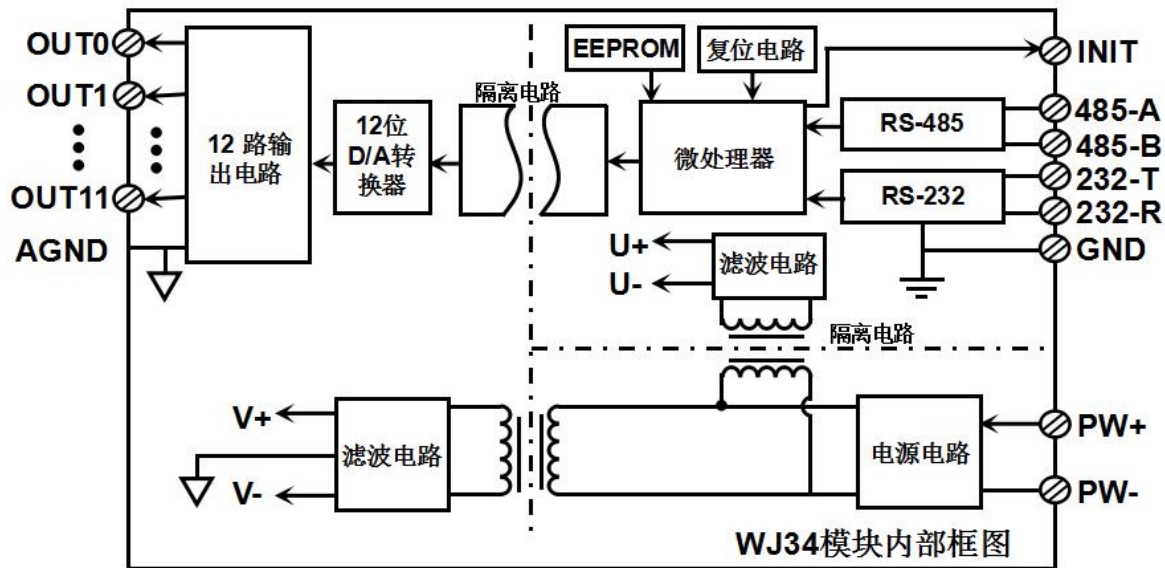 OUT0
OUT1
OUT11
AGND
12 路输
出电路
12位
D/A转
换器
隔离电路
EEPROM
复位电路
微处理器
RS-485
RS-232
INIT
485-A
485-B
232-T
232-R
GND
U+
U-
滤波电路
隔离电路
V+
V-
滤波电路
电源电路
PW+
PW-
WJ34模块内部框图